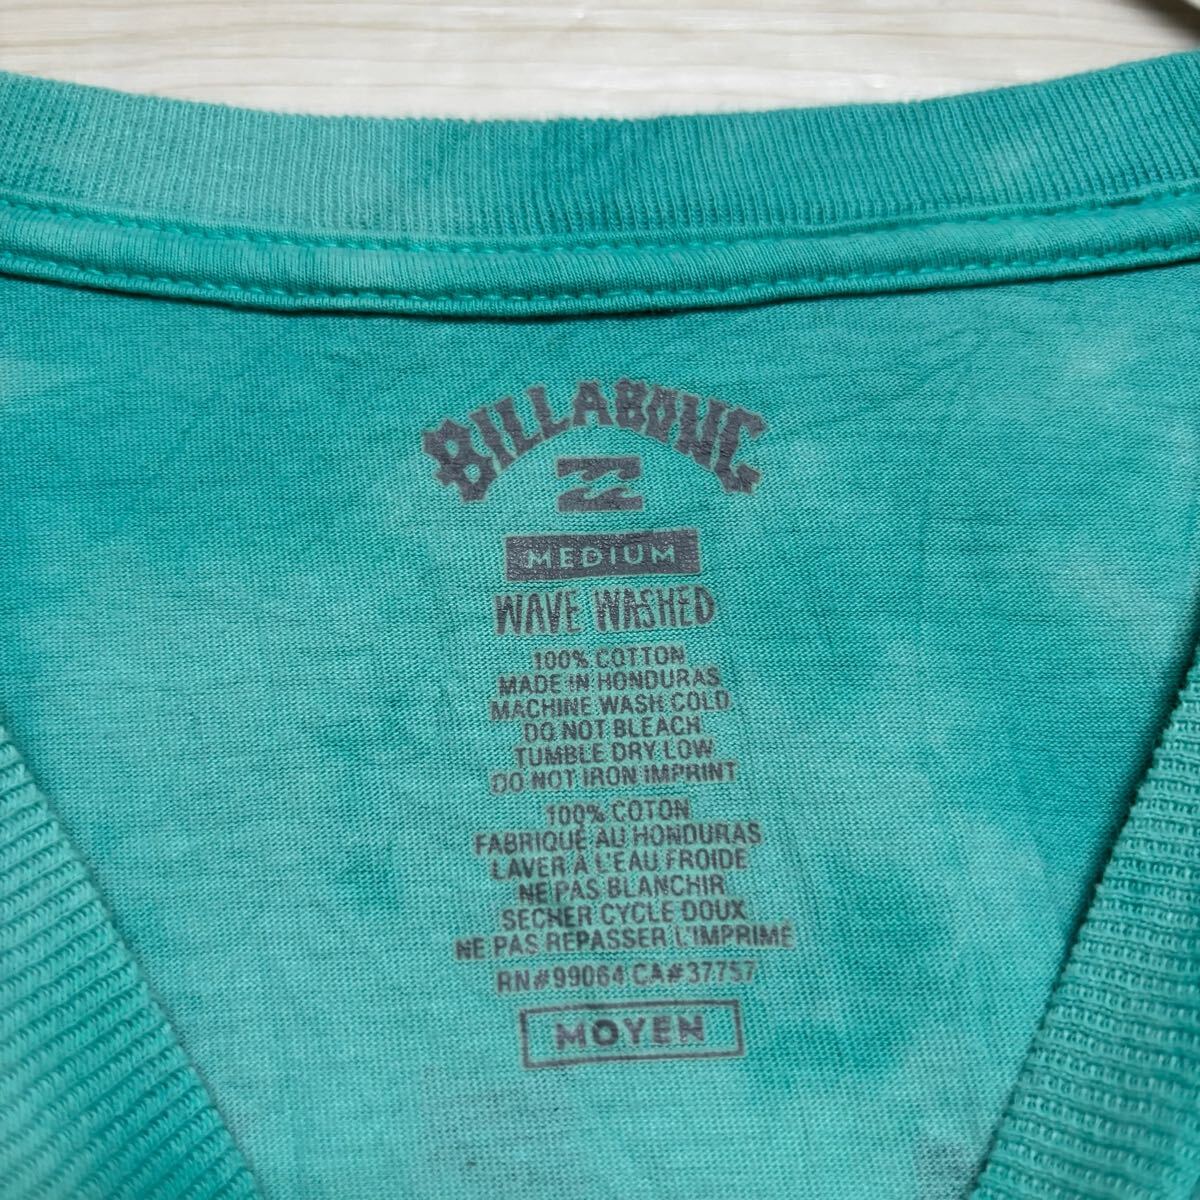 BILLABONG
MEDIUM
WAVE WASHED
100% COTTON
MADE IN HONDURAS
MACHINE WASH COLD
DO NOT BLEACH
TUMBLE DRY LOW
DO NOT IRON IMPRINT
100% COTON
FABRIQUÉ AU HONDURAS
LAVER À L'EAU FROIDE
NE PAS BLANCHIR
SECHER CYCLE DOUX
NE PAS REPASSER L'IMPRIMÉ
RN#99064 CA#37757
MOYEN